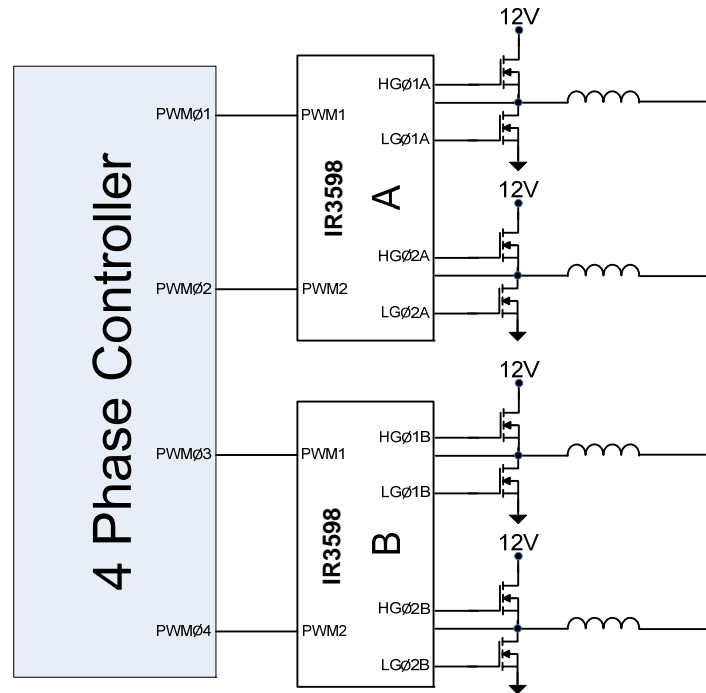 4 Phase Controller
PWMø1
PWMø2
PWMø3
PWMø4
PWM1
PWM2
IR3598
A
HGø1A
LGø1A
HGø2A
LGø2A
12V
12V
PWM1
PWM2
IR3598
B
HGø1B
LGø1B
HGø2B
LGø2B
12V
12V